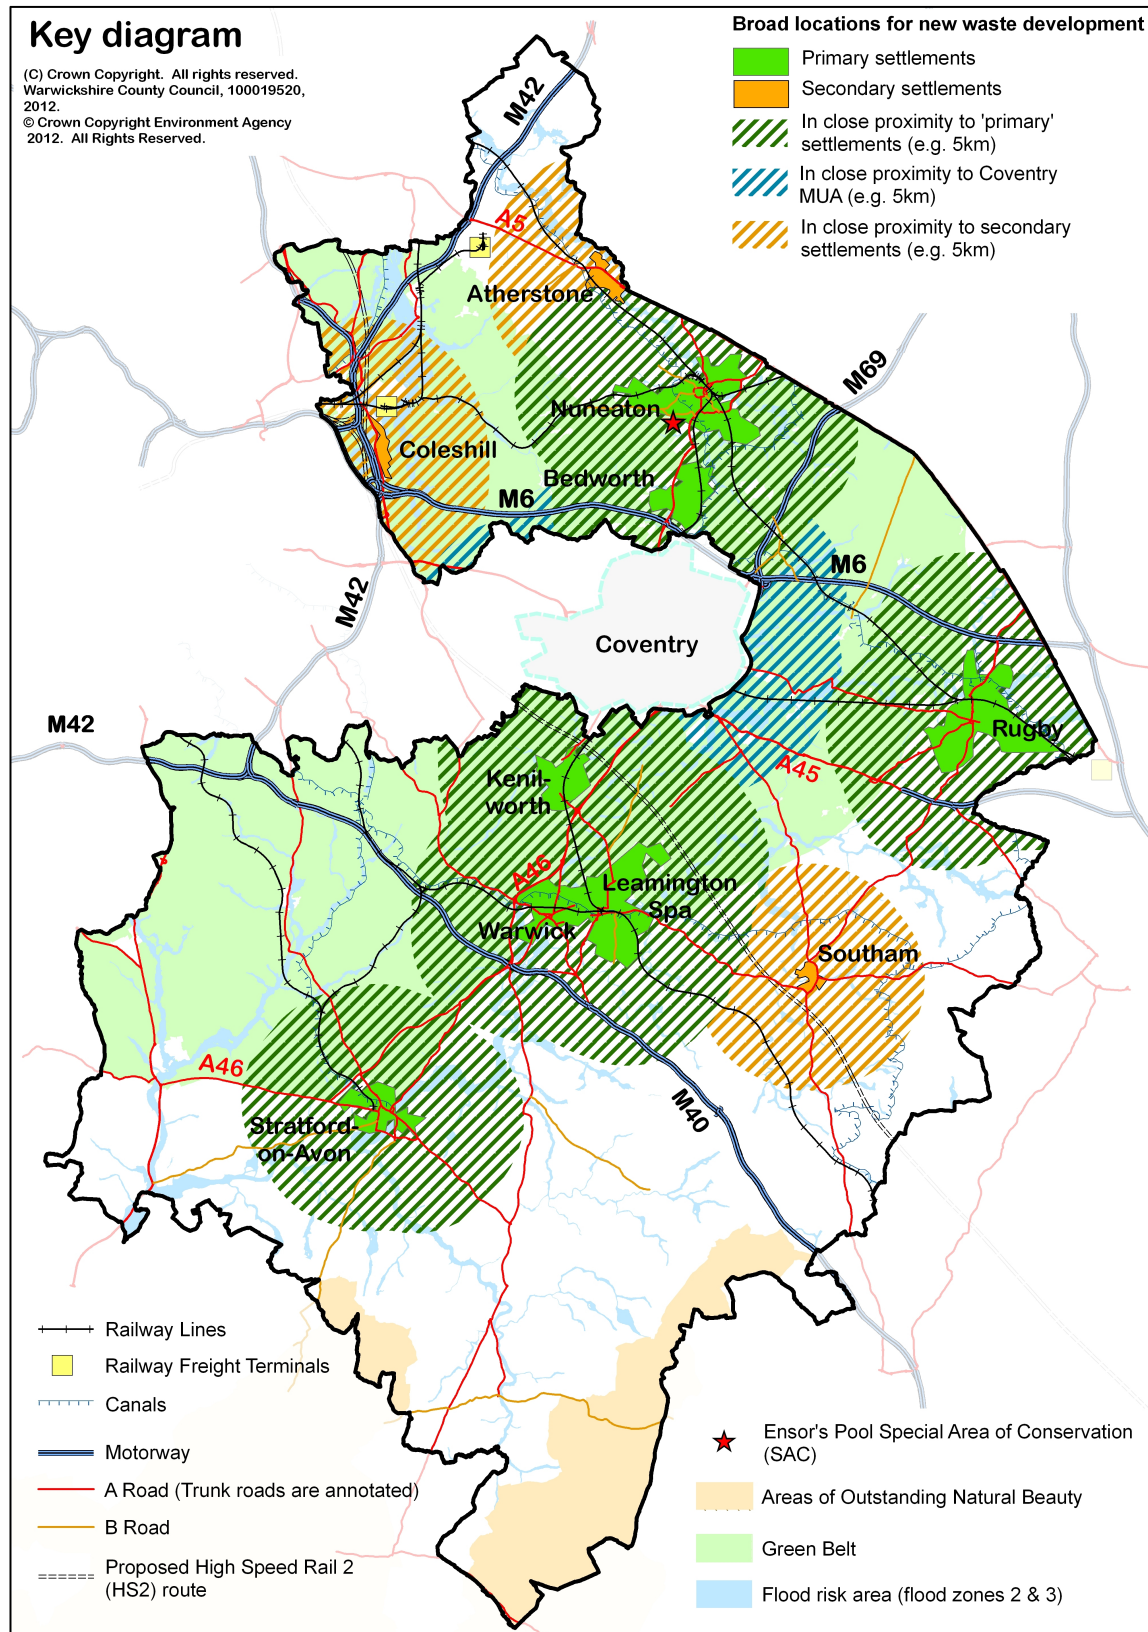 Key diagram
(C) Crown Copyright. All rights reserved.
Warwickshire County Council, 100019520,
2012.
© Crown Copyright Environment Agency
2012. All Rights Reserved.
Broad locations for new waste development
Primary settlements
Secondary settlements
In close proximity to 'primary'
settlements (e.g. 5km)
In close proximity to Coventry
MUA (e.g. 5km)
In close proximity to secondary
settlements (e.g. 5km)
M42
A5
Atherstone
M69
Nuneaton
Coleshill
Bedworth
M6
M6
M42
Coventry
M42
Rugby
A45
Kenil-
worth
A46
Leamington
Spa
Warwick
Southam
A46
M40
Stratford-
on-Avon
Railway Lines
Railway Freight Terminals
Canals
Motorway
A Road (Trunk roads are annotated)
B Road
Proposed High Speed Rail 2
(HS2) route
Ensor's Pool Special Area of Conservation
(SAC)
Areas of Outstanding Natural Beauty
Green Belt
Flood risk area (flood zones 2 & 3)